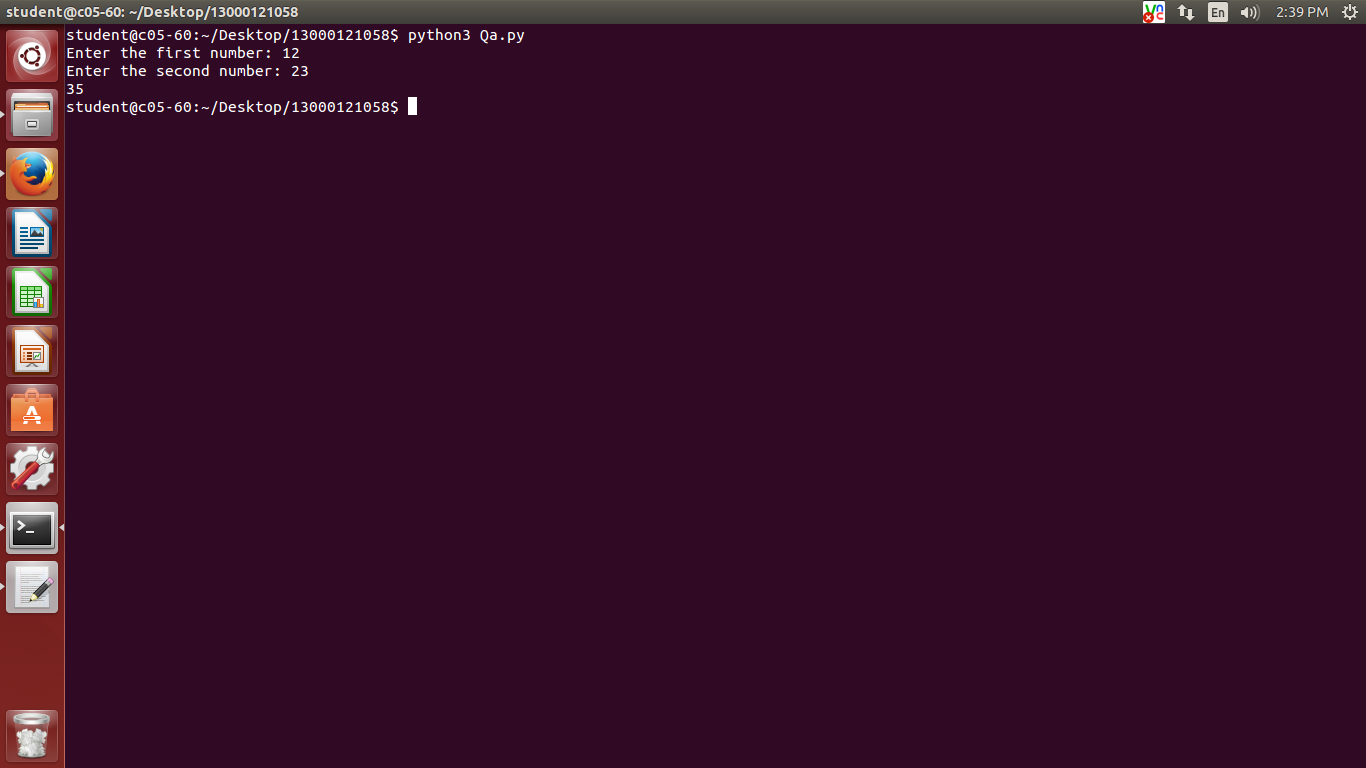 student@c05-60: ~/Desktop/13000121058
En
2:39 PM
student@c05-60:~/Desktop/13000121058$ python3 Qa.py
Enter the first number: 12
Enter the second number: 23
35
student@c05-60:~/Desktop/13000121058$